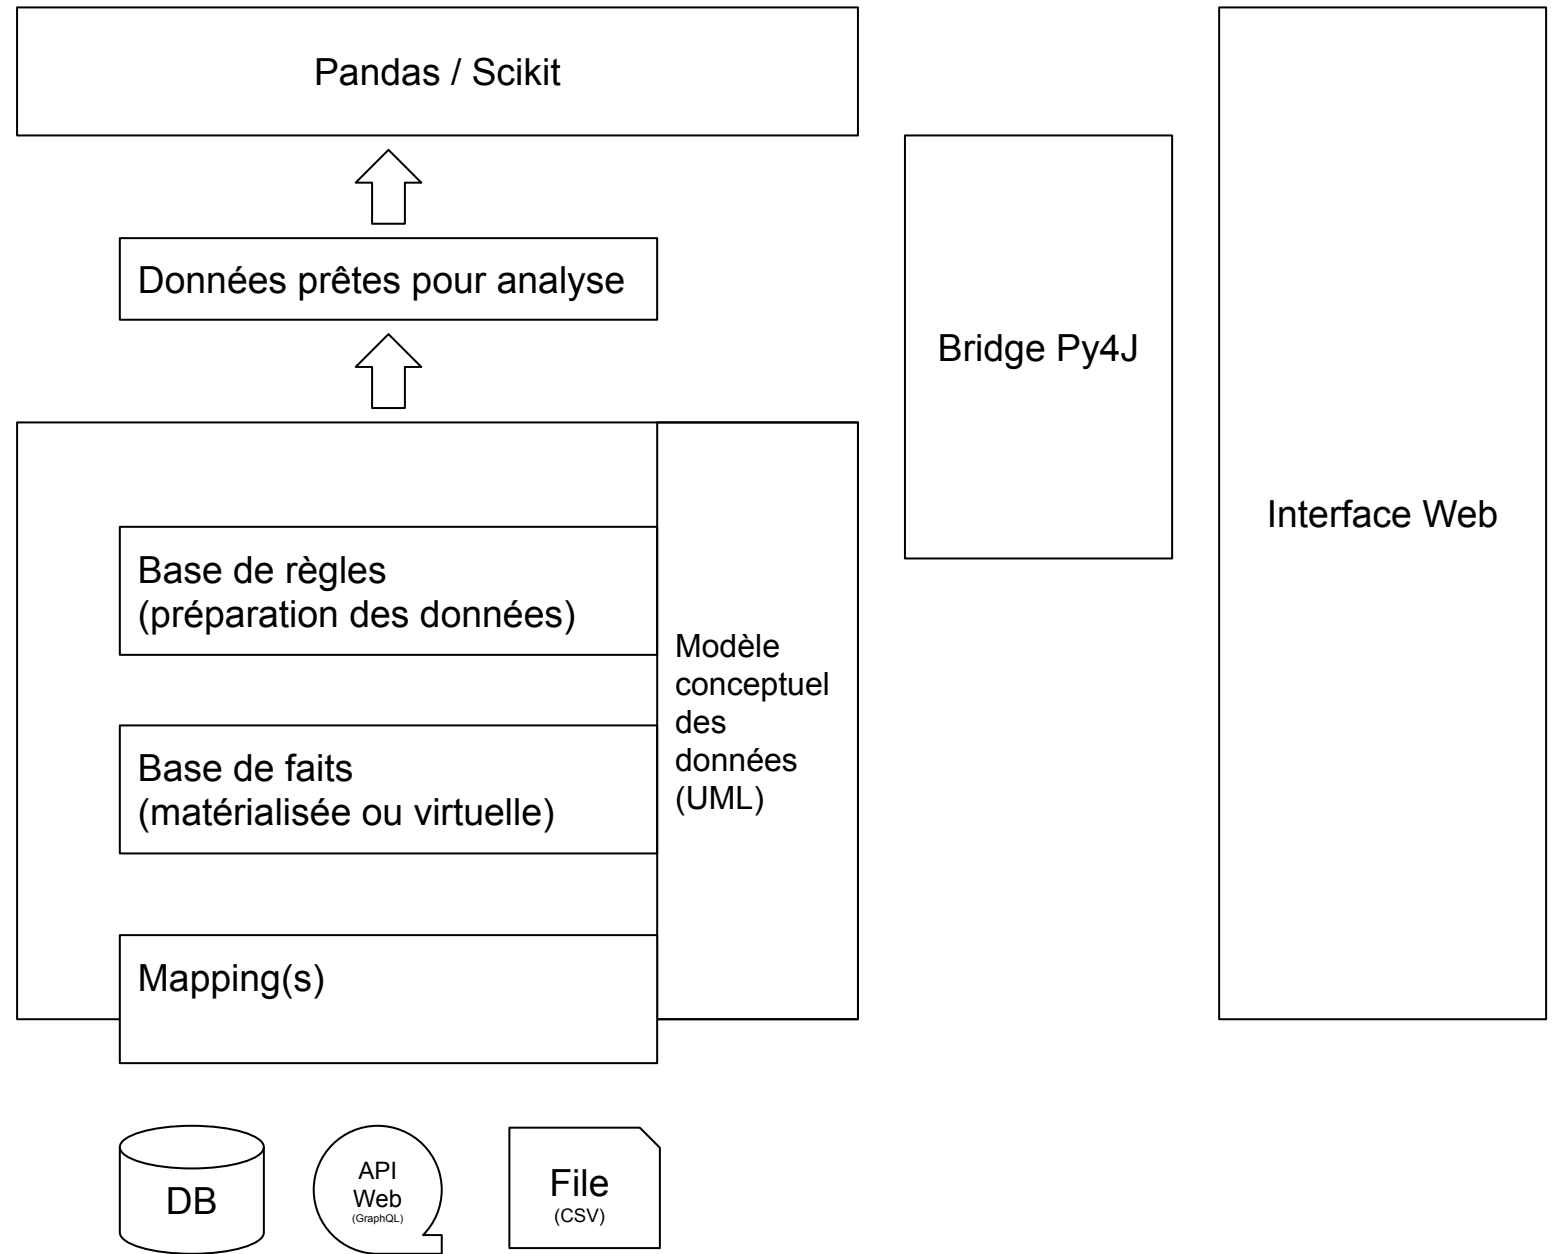 Pandas / Scikit
Données prêtes pour analyse
Bridge Py4J
Interface Web
Base de règles
(préparation des données)
Base de faits
(matérialisée ou virtuelle)
Mapping(s)
Modèle
conceptuel
des
données
(UML)
DB
API
Web
(GraphQL)
File
(CSV)